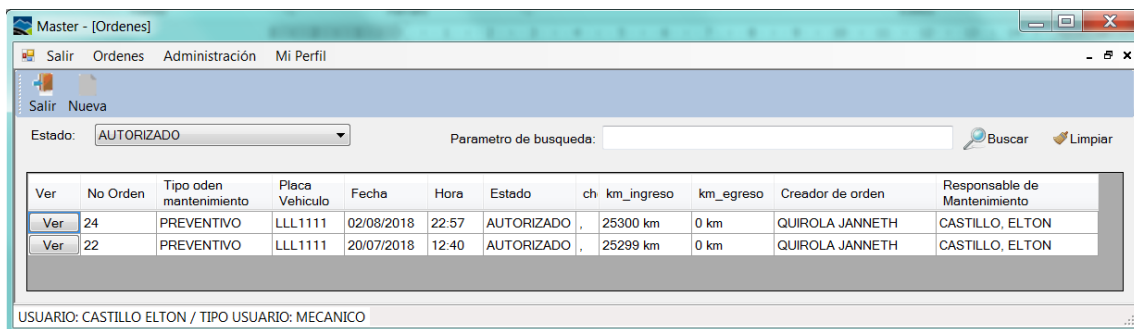 Master - [Ordenes]
Salir Ordenes Administración Mi Perfil
Salir Nueva
Estado: AUTORIZADO Parametro de busqueda: Buscar Limpiar
Ver No Orden Tipo oden mantenimiento Placa Vehiculo Fecha Hora Estado ch km_ingreso km_egreso Creador de orden Responsable de Mantenimiento
Ver 24 PREVENTIVO LLL1111 02/08/2018 22:57 AUTORIZADO , 25300 km 0 km QUIROLA JANNETH CASTILLO, ELTON
Ver 22 PREVENTIVO LLL1111 20/07/2018 12:40 AUTORIZADO , 25299 km 0 km QUIROLA JANNETH CASTILLO, ELTON
USUARIO: CASTILLO ELTON / TIPO USUARIO: MECANICO